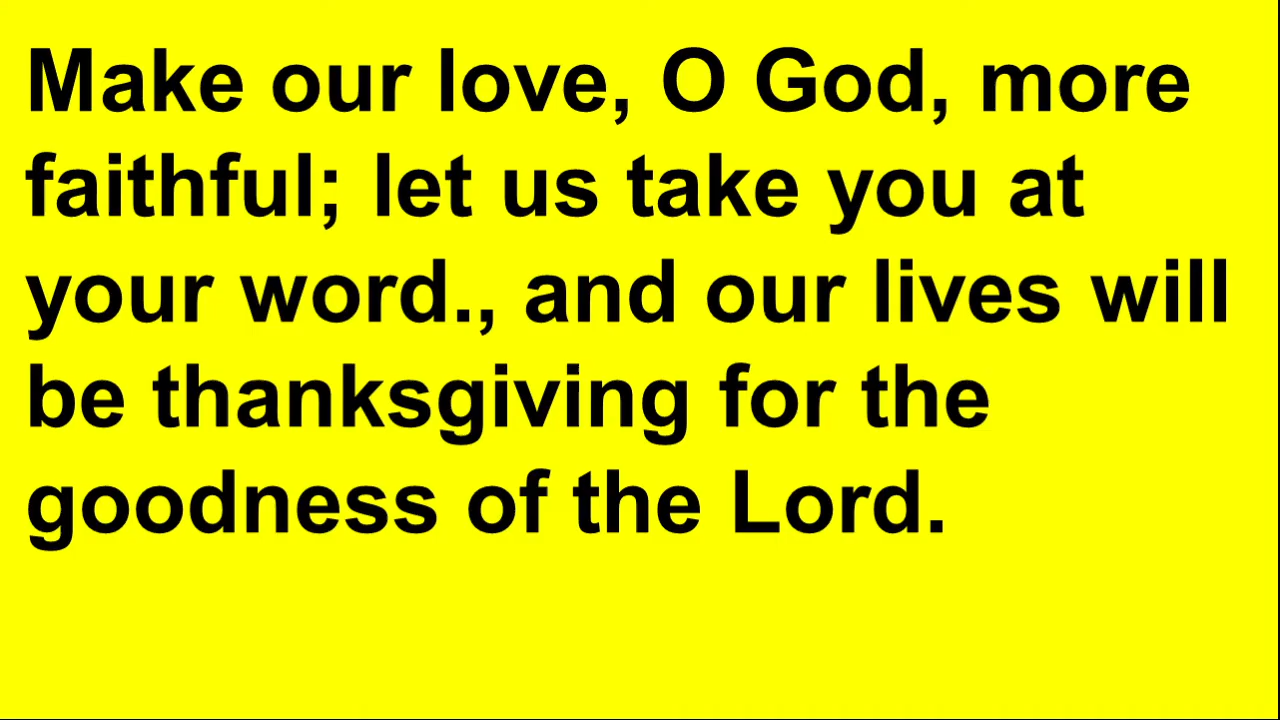 Make our love, O God, more
faithful; let us take you at
your word., and our lives will
be thanksgiving for the
goodness of the Lord.